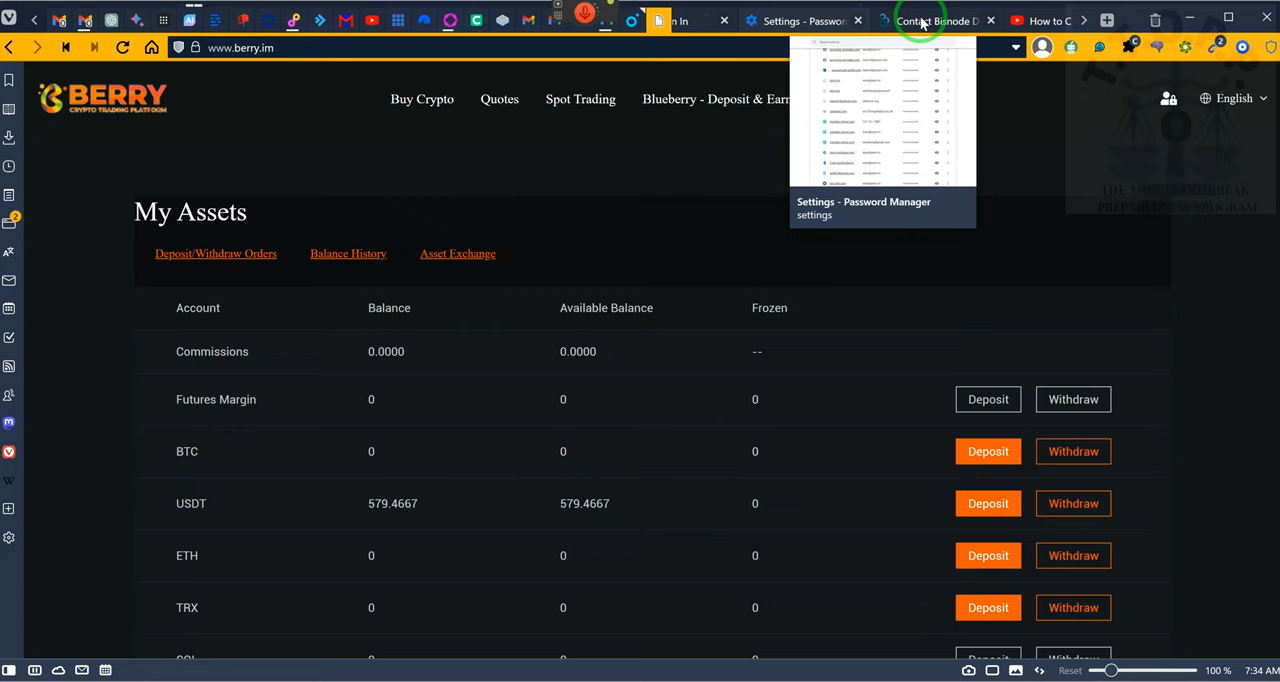 n In
Settings - Passwor
Contact Bisnode D
How to C
www.berry.im
C
2
BERRY
CRYPTO TRADING PLATFORM
Buy Crypto
Quotes
Spot Trading
Blueberry - Deposit & Earn
English
Settings - Password Manager
settings
2
My Assets
Deposit/Withdraw Orders
Balance History
Asset Exchange
Account Balance Available Balance Frozen
Commissions 0.0000 0.0000 --
Futures Margin 0 0 0 Deposit Withdraw
BTC 0 0 0 Deposit Withdraw
USDT 579.4667 579.4667 0 Deposit Withdraw
ETH 0 0 0 Deposit Withdraw
TRX 0 0 0 Deposit Withdraw
Reset 100 % 7:34 AM